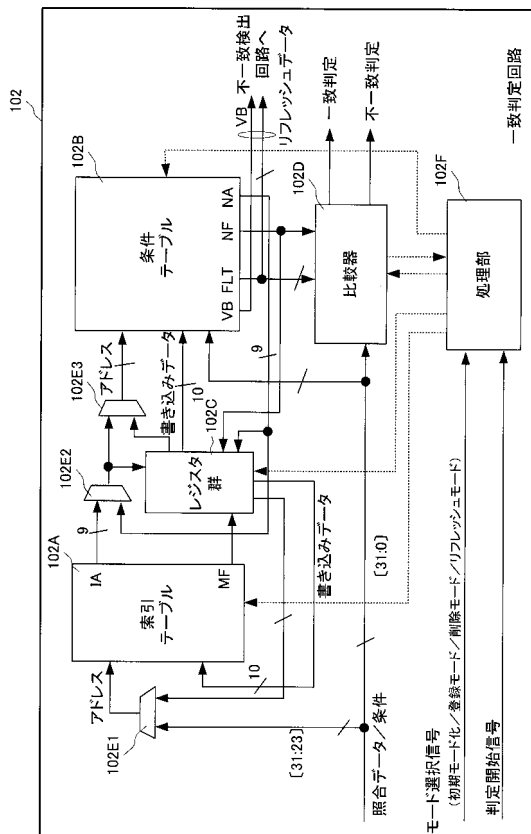 102
102A
索引
テーブル
IA
MF
アドレス
102E1
[31:23]
10
9
102E2
102E3
アドレス
102B
条件
テーブル
VB FLT NF NA
書き込みデータ
10
102C
レジスタ
群
9
書き込みデータ
[31:0]
VB 不一致検出
回路へ
リフレッシュデータ
102D
比較器
一致判定
不一致判定
102F
処理部
照合データ/条件
モード選択信号
(初期モード化/登録モード/削除モード/リフレッシュモード)
判定開始信号
一致判定回路